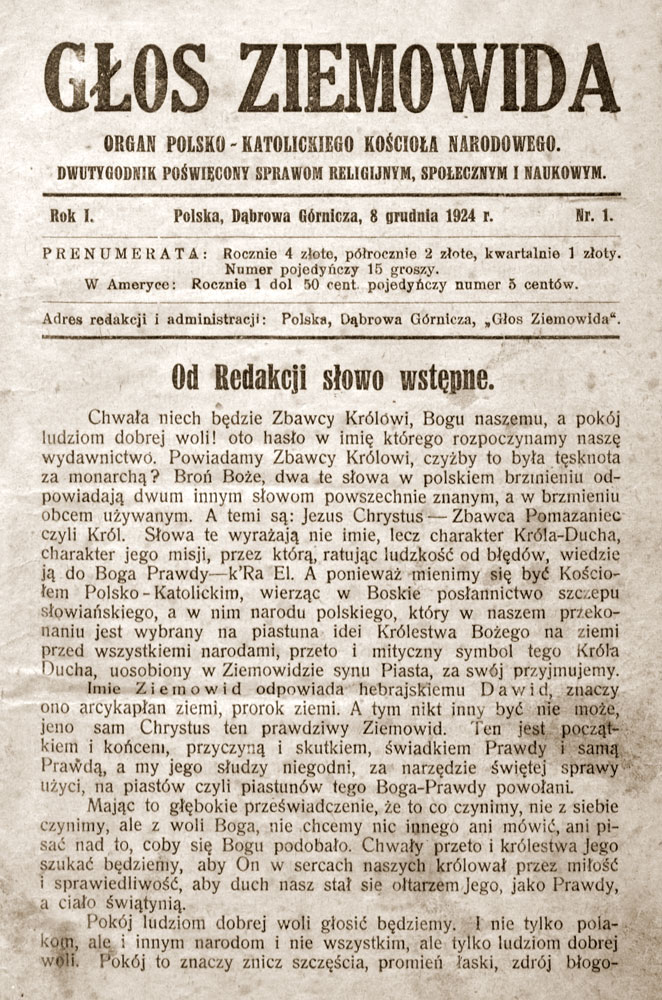 GŁOS ZIEMOWIDA
ORGAN POLSKO-KATOLICKIEGO KOŚCIOŁA NARODOWEGO.
DWUTYGODNIK POŚWIĘCONY SPRAWOM RELIGIJNYM, SPOŁECZNYM I NAUKOWYM.
Rok I. Polska, Dąbrowa Górnicza, 8 grudnia 1924 r. Nr. 1.
PRENUMERATA: Rocznie 4 złote, półrocznie 2 złote, kwartalnie 1 złoty.
Numer pojedyńczy 15 groszy.
W Ameryce: Rocznie 1 dol 50 cent. pojedyńczy numer 5 centów.
Adres redakcji i administracji: Polska, Dąbrowa Górnicza, „Głos Ziemowida“.
Od Redakcji słowo wstępne.
Chwała niech będzie Zbawcy Królowi, Bogu naszemu, a pokój
ludziom dobrej woli! oto hasło w imię którego rozpoczynamy naszę
wydawnictwo. Powiadamy Zbawcy Królowi, czyżby to była tęsknota
za monarchą? Broń Boże, dwa te słowa w polskiem brzmieniu od-
powiadają dwum innym słowom powszechnie znanym, a w brzmieniu
obcem używanym. A temi są: Jezus Chrystus — Zbawca Pomazaniec
czyli Król. Słowa te wyrażają nie imie, lecz charakter Króla-Ducha,
charakter jego misji, przez którą, ratując ludzkość od błędów, wiedzie
ją do Boga Prawdy—k'Ra El. A ponieważ mienimy się być Kościo-
łem Polsko-Katolickim, wierząc w Boskie posłannictwo szczepu
słowiańskiego, a w nim narodu polskiego, który w naszem przeko-
naniu jest wybrany na piastuna idei Królestwa Bożego na ziemi
przed wszystkiemi narodami, przeto i mityczny symbol tego Króla
Ducha, uosobiony w Ziemowidzie synu Piasta, za swój przyjmujemy.
Imie Ziemowid odpowiada hebrajskiemu Dawid, znaczy
ono arcykapłan ziemi, prorok ziemi. A tym nikt inny być nie może,
jeno sam Chrystus ten prawdziwy Ziemowid. Ten jest począt-
kiem i końcem, przyczyną i skutkiem, świadkiem Prawdy i samą
Prawdą, a my jego słudzy niegodni, za narzędzie świętej sprawy
użyci, na piastów czyli piastunów tego Boga-Prawdy powołani.
Mając to głębokie przeświadczenie, że to co czynimy, nie z siebie
czynimy, ale z woli Boga, nie chcemy nic innego ani mówić, ani pi-
sać nad to, coby się Bogu podobało. Chwały przeto i królestwa Jego
szukać będziemy, aby On w sercach naszych królował przez miłość
i sprawiedliwość, aby duch nasz stał sie ołtarzem Jego, jako Prawdy,
a ciało świątynią.
Pokój ludziom dobrej woli głosić będziemy. I nie tylko pola-
kom, ale i innym narodom i nie wszystkim, ale tylko ludziom dobrej
woli. Pokój to znaczy znicz szczęścia, promień łaski, zdrój błogo-